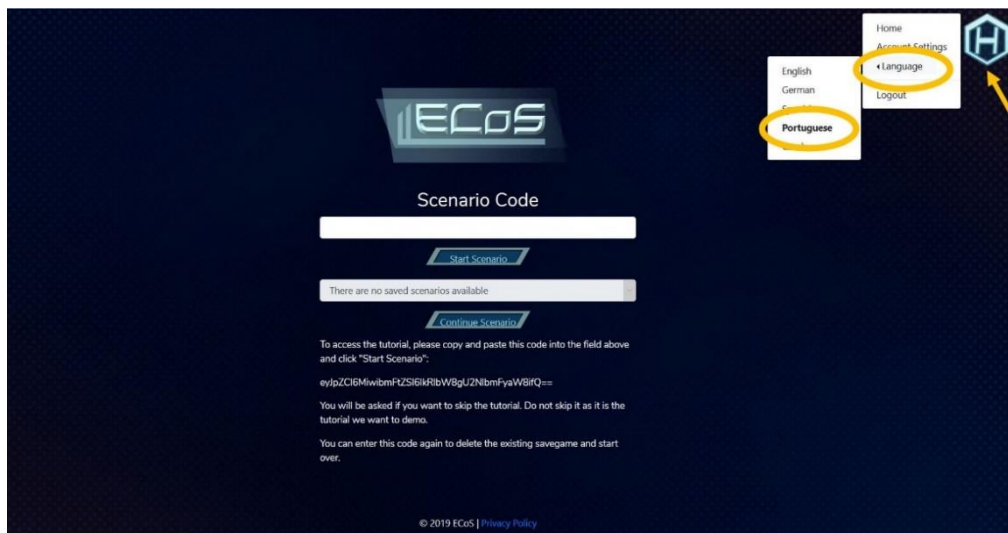 Home
H
Account Settings
Language
English
German
Logout
Portuguese
ECoS
Scenario Code
Start Scenario
There are no saved scenarios available
Continue Scenario
To access the tutorial, please copy and paste this code into the field above
and click "Start Scenario":
eyJpZCI6MiwibmFtZSI6IkRlbW8gU2NlbmFyaW8ifQ==
You will be asked if you want to skip the tutorial. Do not skip it as it is the
tutorial we want to demo.
You can enter this code again to delete the existing savegame and start
over.
© 2019 ECoS | Privacy Policy